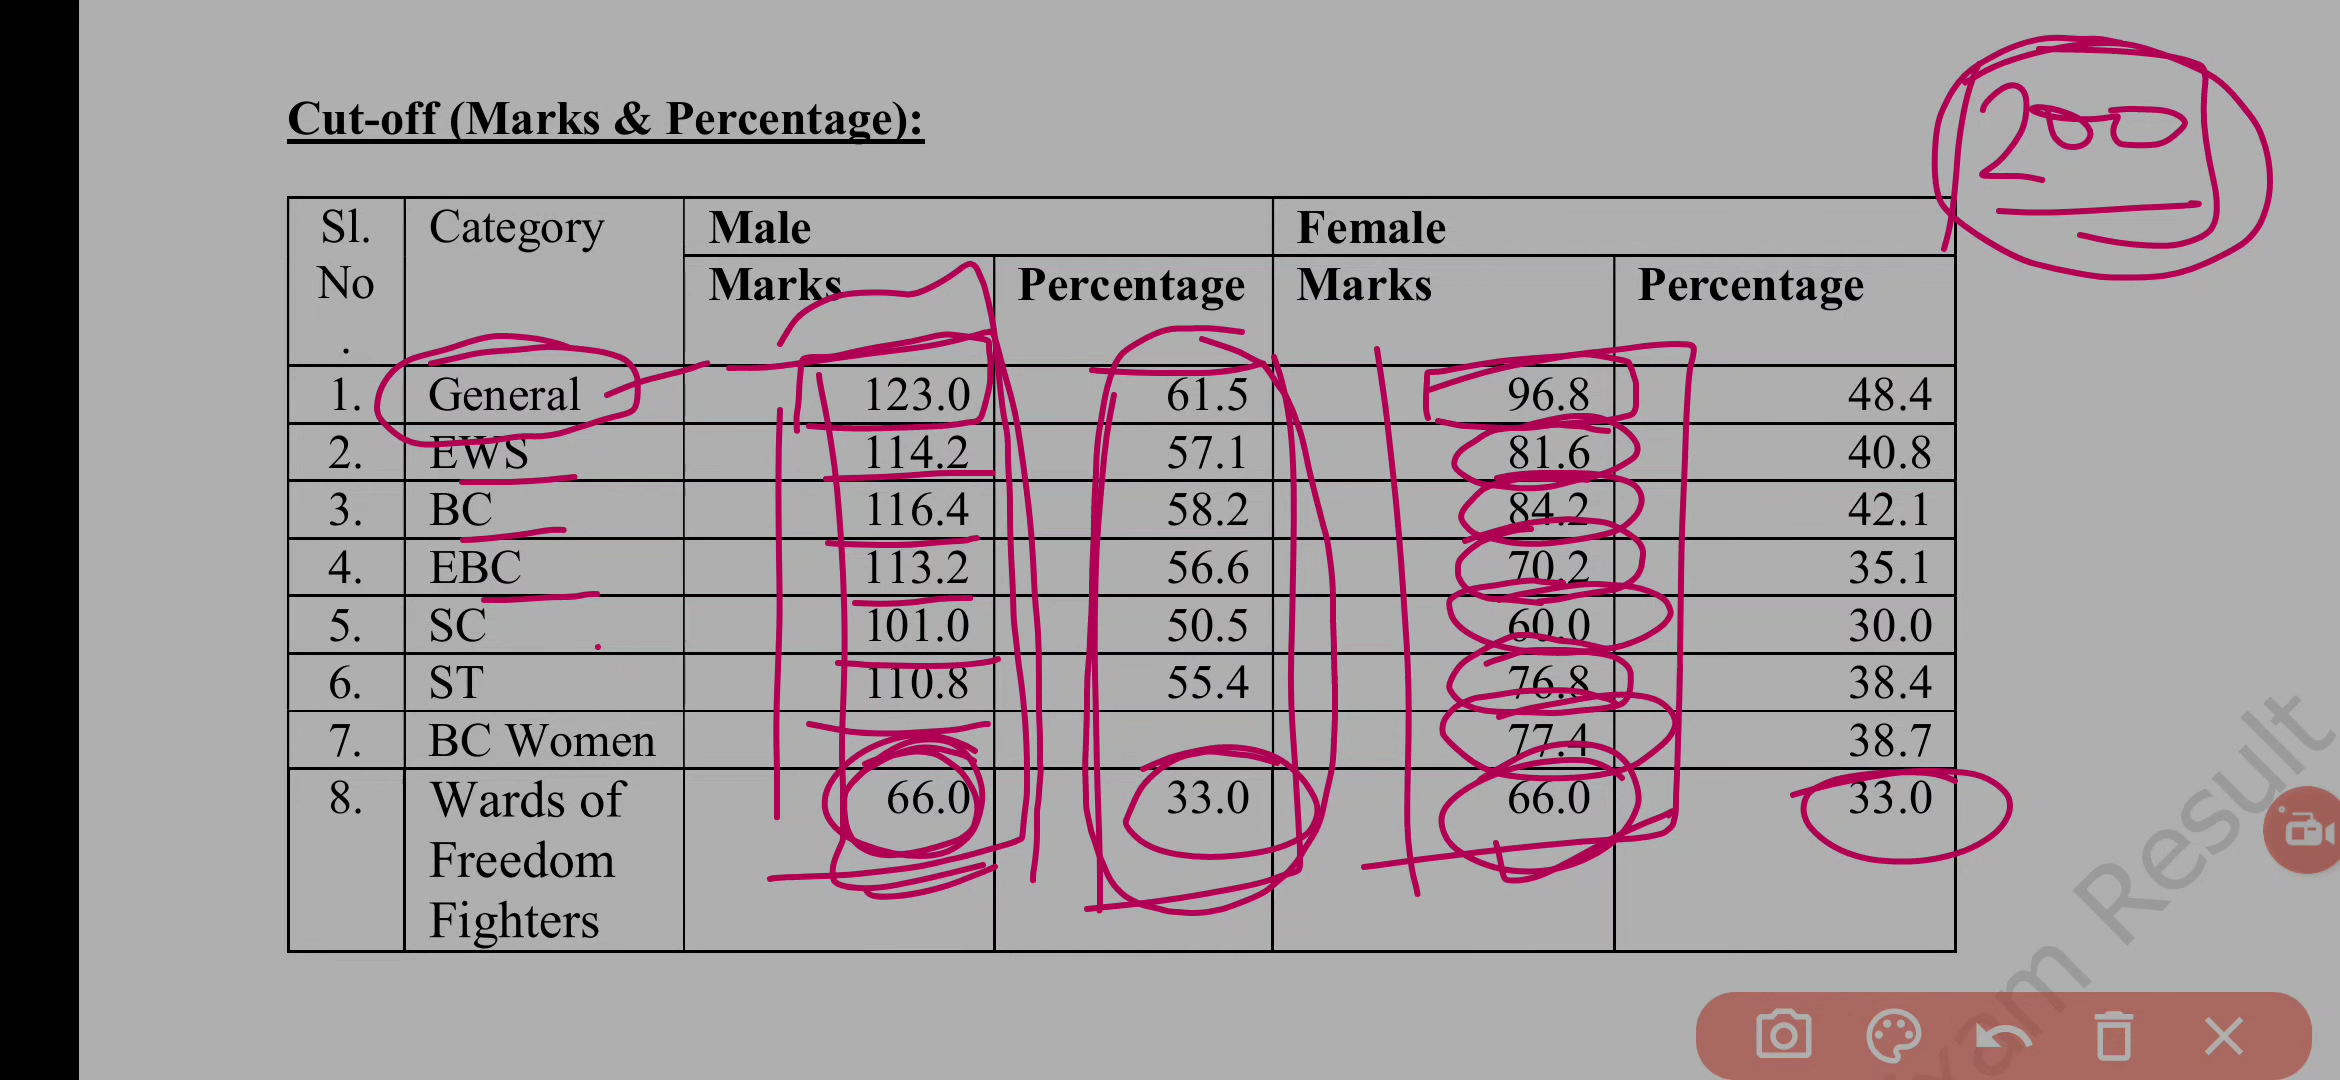 200
Cut-off (Marks & Percentage):
Sl. No . Category Male Female
Marks Percentage Marks Percentage
1. General 123.0 61.5 96.8 48.4
2. EWS 114.2 57.1 81.6 40.8
3. BC 116.4 58.2 84.2 42.1
4. EBC 113.2 56.6 70.2 35.1
5. SC 101.0 50.5 60.0 30.0
6. ST 110.8 55.4 76.8 38.4
7. BC Women 77.4 38.7
8. Wards of Freedom Fighters 66.0 33.0 66.0 33.0
Result